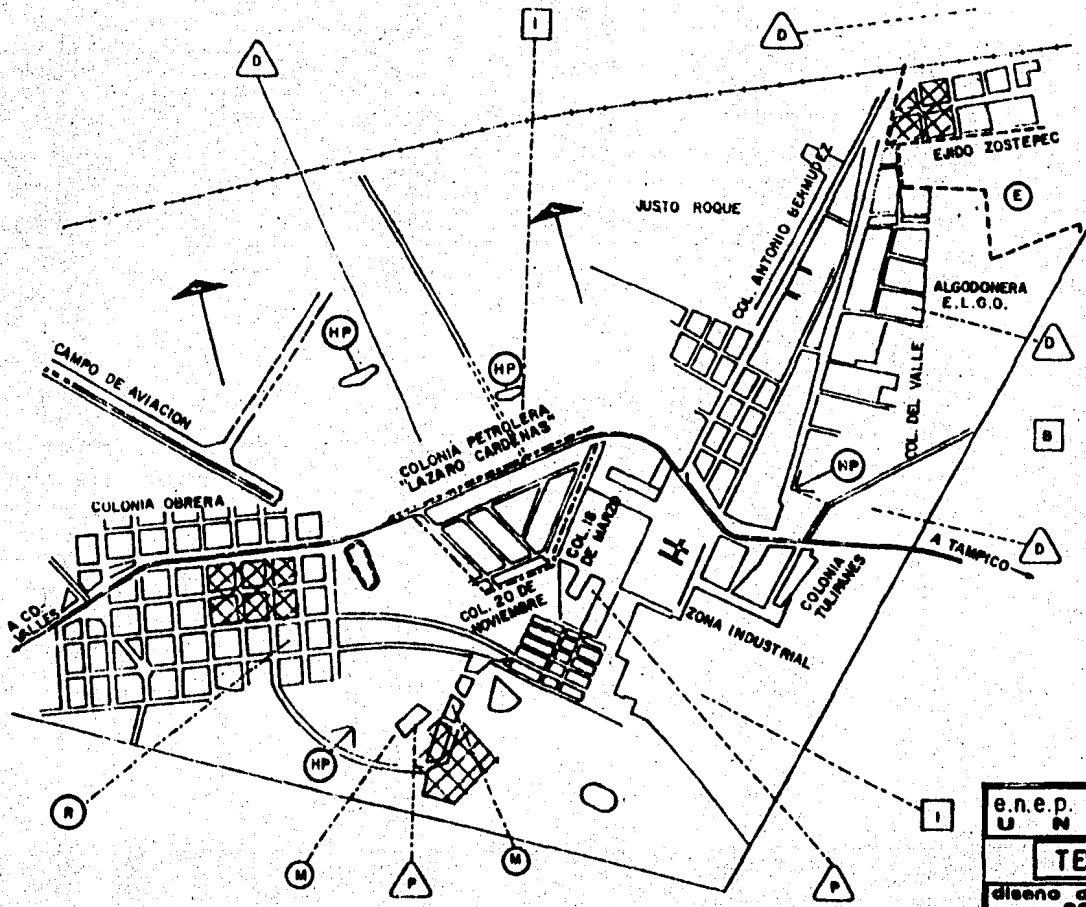 I
D
D
EJIDO ZOSTEPEC
E
COL. ANTONIO BERMUDEZ
JUSTO ROQUE
ALGODONERA
E.L.G.O.
HP
HP
D
CAMPO DE AVIACION
COL. DEL VALLE
COLONIA PETROLERA
"LAZARO CARDENAS"
B
HP
COLONIA OBRERA
COL. 18
DE MARZO
D
A TAMPICO
A CD.
VALLES
COL. 20 DE
NOVIEMBRE
COLONIA
TULIPANES
ZONA INDUSTRIAL
HP
R
I
M
P
M
P
e.n.e.p.
U N
TE
diseno